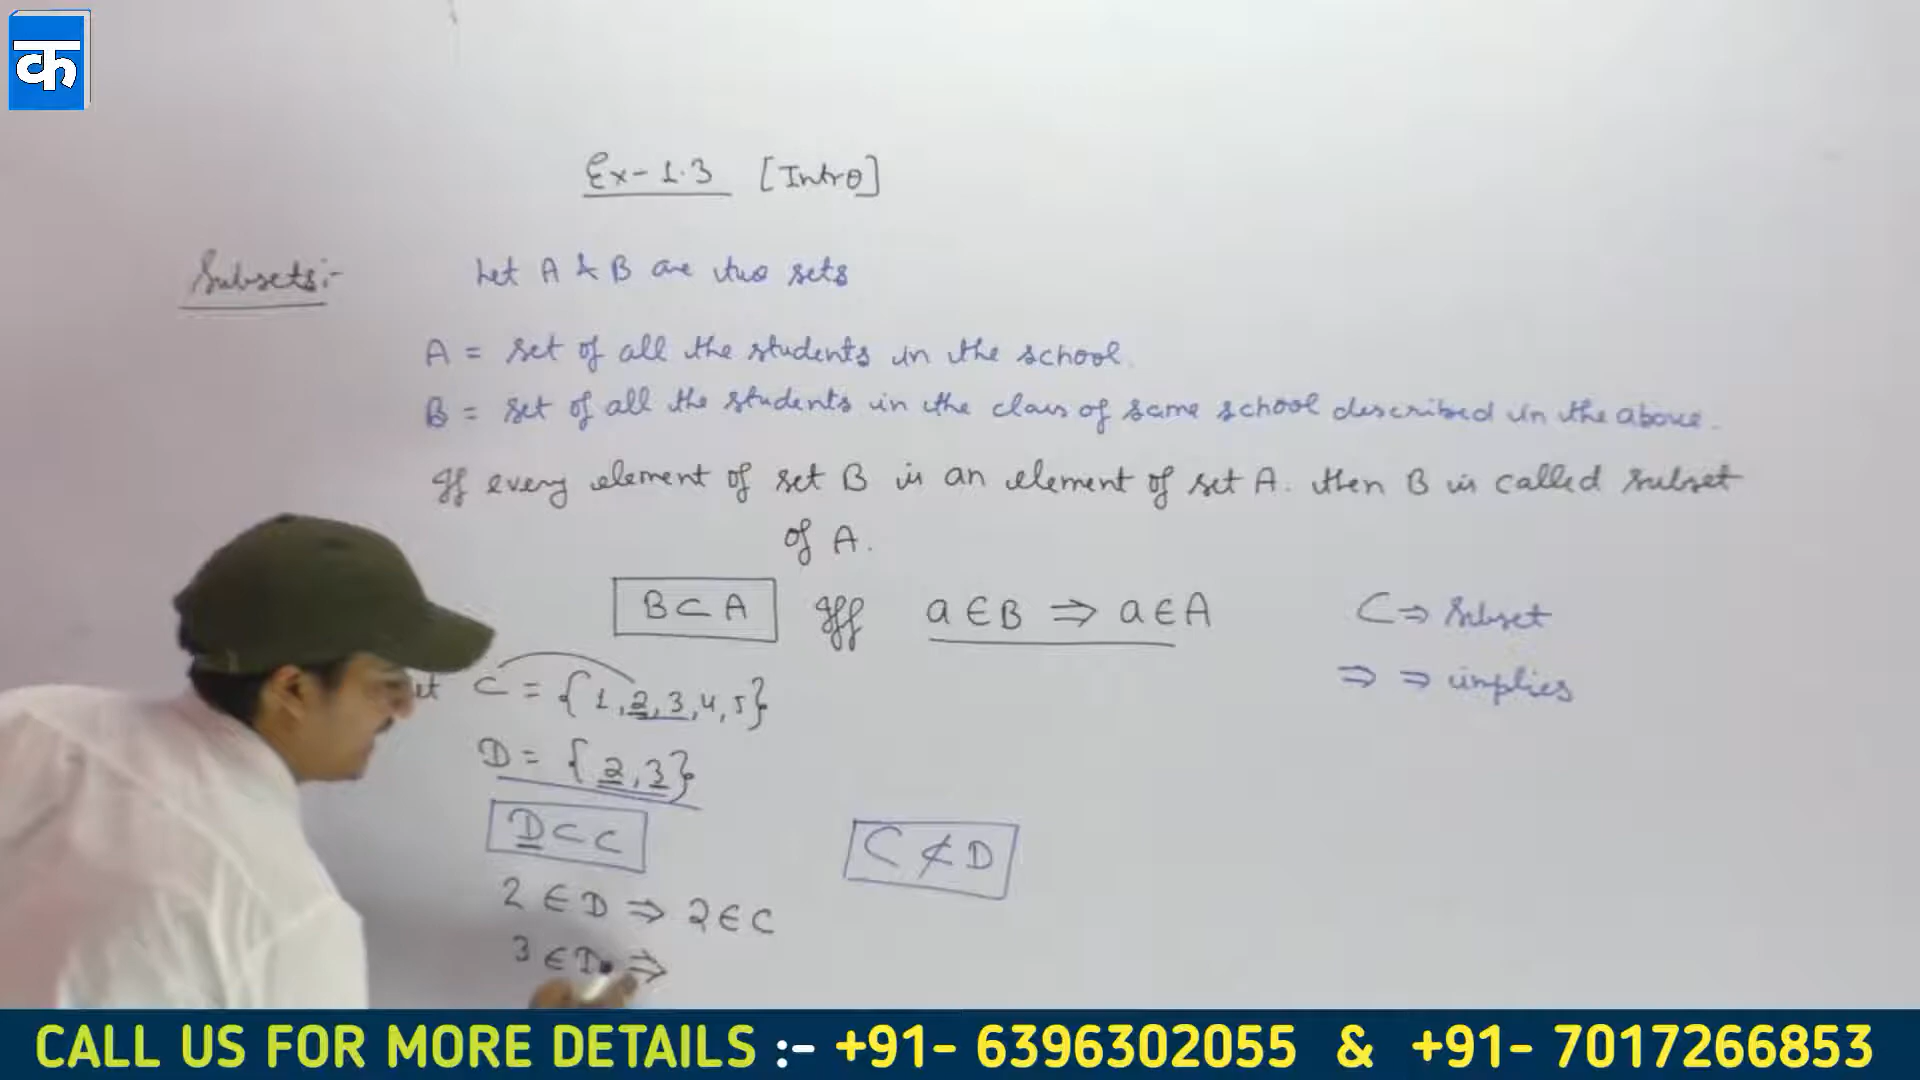 क
Ex-1.3 [Intro]
Subsets:- Let A & B are two sets
A = set of all the students in the school.
B = set of all the students in the class of same school described in the above.
If every element of set B is an element of set A. then B is called subset
of A.
B⊂A iff a∈B ⇒ a∈A ⊂ ⇒ Subset
⇒ ⇒ implies
C = {1,2,3,4,5}
D = {2,3}
D⊂C C⊄D
2∈D ⇒ 2∈C
3∈D ⇒
CALL US FOR MORE DETAILS :- +91- 6396302055 & +91- 7017266853